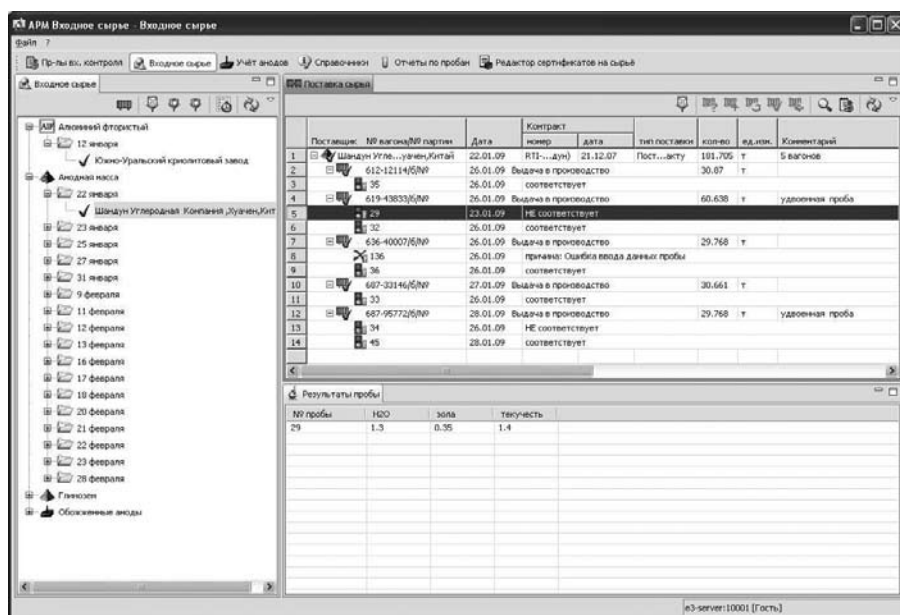 АРМ Входное сырье - Входное сырье
Файл ?
Пр-лы вх. контроля Входное сырье Учёт анодов Справочники Отчеты по пробам Редактор сертификатов на сырьё
Входное сырье
Алюминий фтористый
12 января
Южно-Уральский криолитовый завод
Анодная масса
22 января
Шандун Углеродная Компания ,Хуачен,Кит
23 января
25 января
27 января
31 января
9 февраля
11 февраля
12 февраля
13 февраля
16 февраля
17 февраля
18 февраля
20 февраля
21 февраля
22 февраля
23 февраля
28 февраля
Глинозем
Обожженные аноды
Поставка сырья
Контракт
Поставщик № вагона/№ партии Дата номер дата тип поставки кол-во ед.изм. Комментарий
1 Шандун Угле...уачен,Китай 22.01.09 RTI-...дун) 21.12.07 Пост...акту 181.705 т 5 вагонов
2 612-12114/б/№ 26.01.09 Выдача в производство 30.87 т
3 35 26.01.09 соответствует
4 619-43833/б/№ 26.01.09 Выдача в производство 60.638 т удвоенная проба
5 29 23.01.09 НЕ соответствует
6 32 26.01.09 соответствует
7 636-40007/б/№ 26.01.09 Выдача в производство 29.768 т
8 136 26.01.09 причина: Ошибка ввода данных пробы
9 36 26.01.09 соответствует
10 687-33146/б/№ 27.01.09 Выдача в производство 30.661 т
11 33 26.01.09 соответствует
12 687-95772/б/№ 28.01.09 Выдача в производство 29.768 т удвоенная проба
13 34 26.01.09 НЕ соответствует
14 45 28.01.09 соответствует
Результаты пробы
№ пробы H2O зола текучесть
29 1.3 0.35 1.4
e3-server:10001 [Гость]